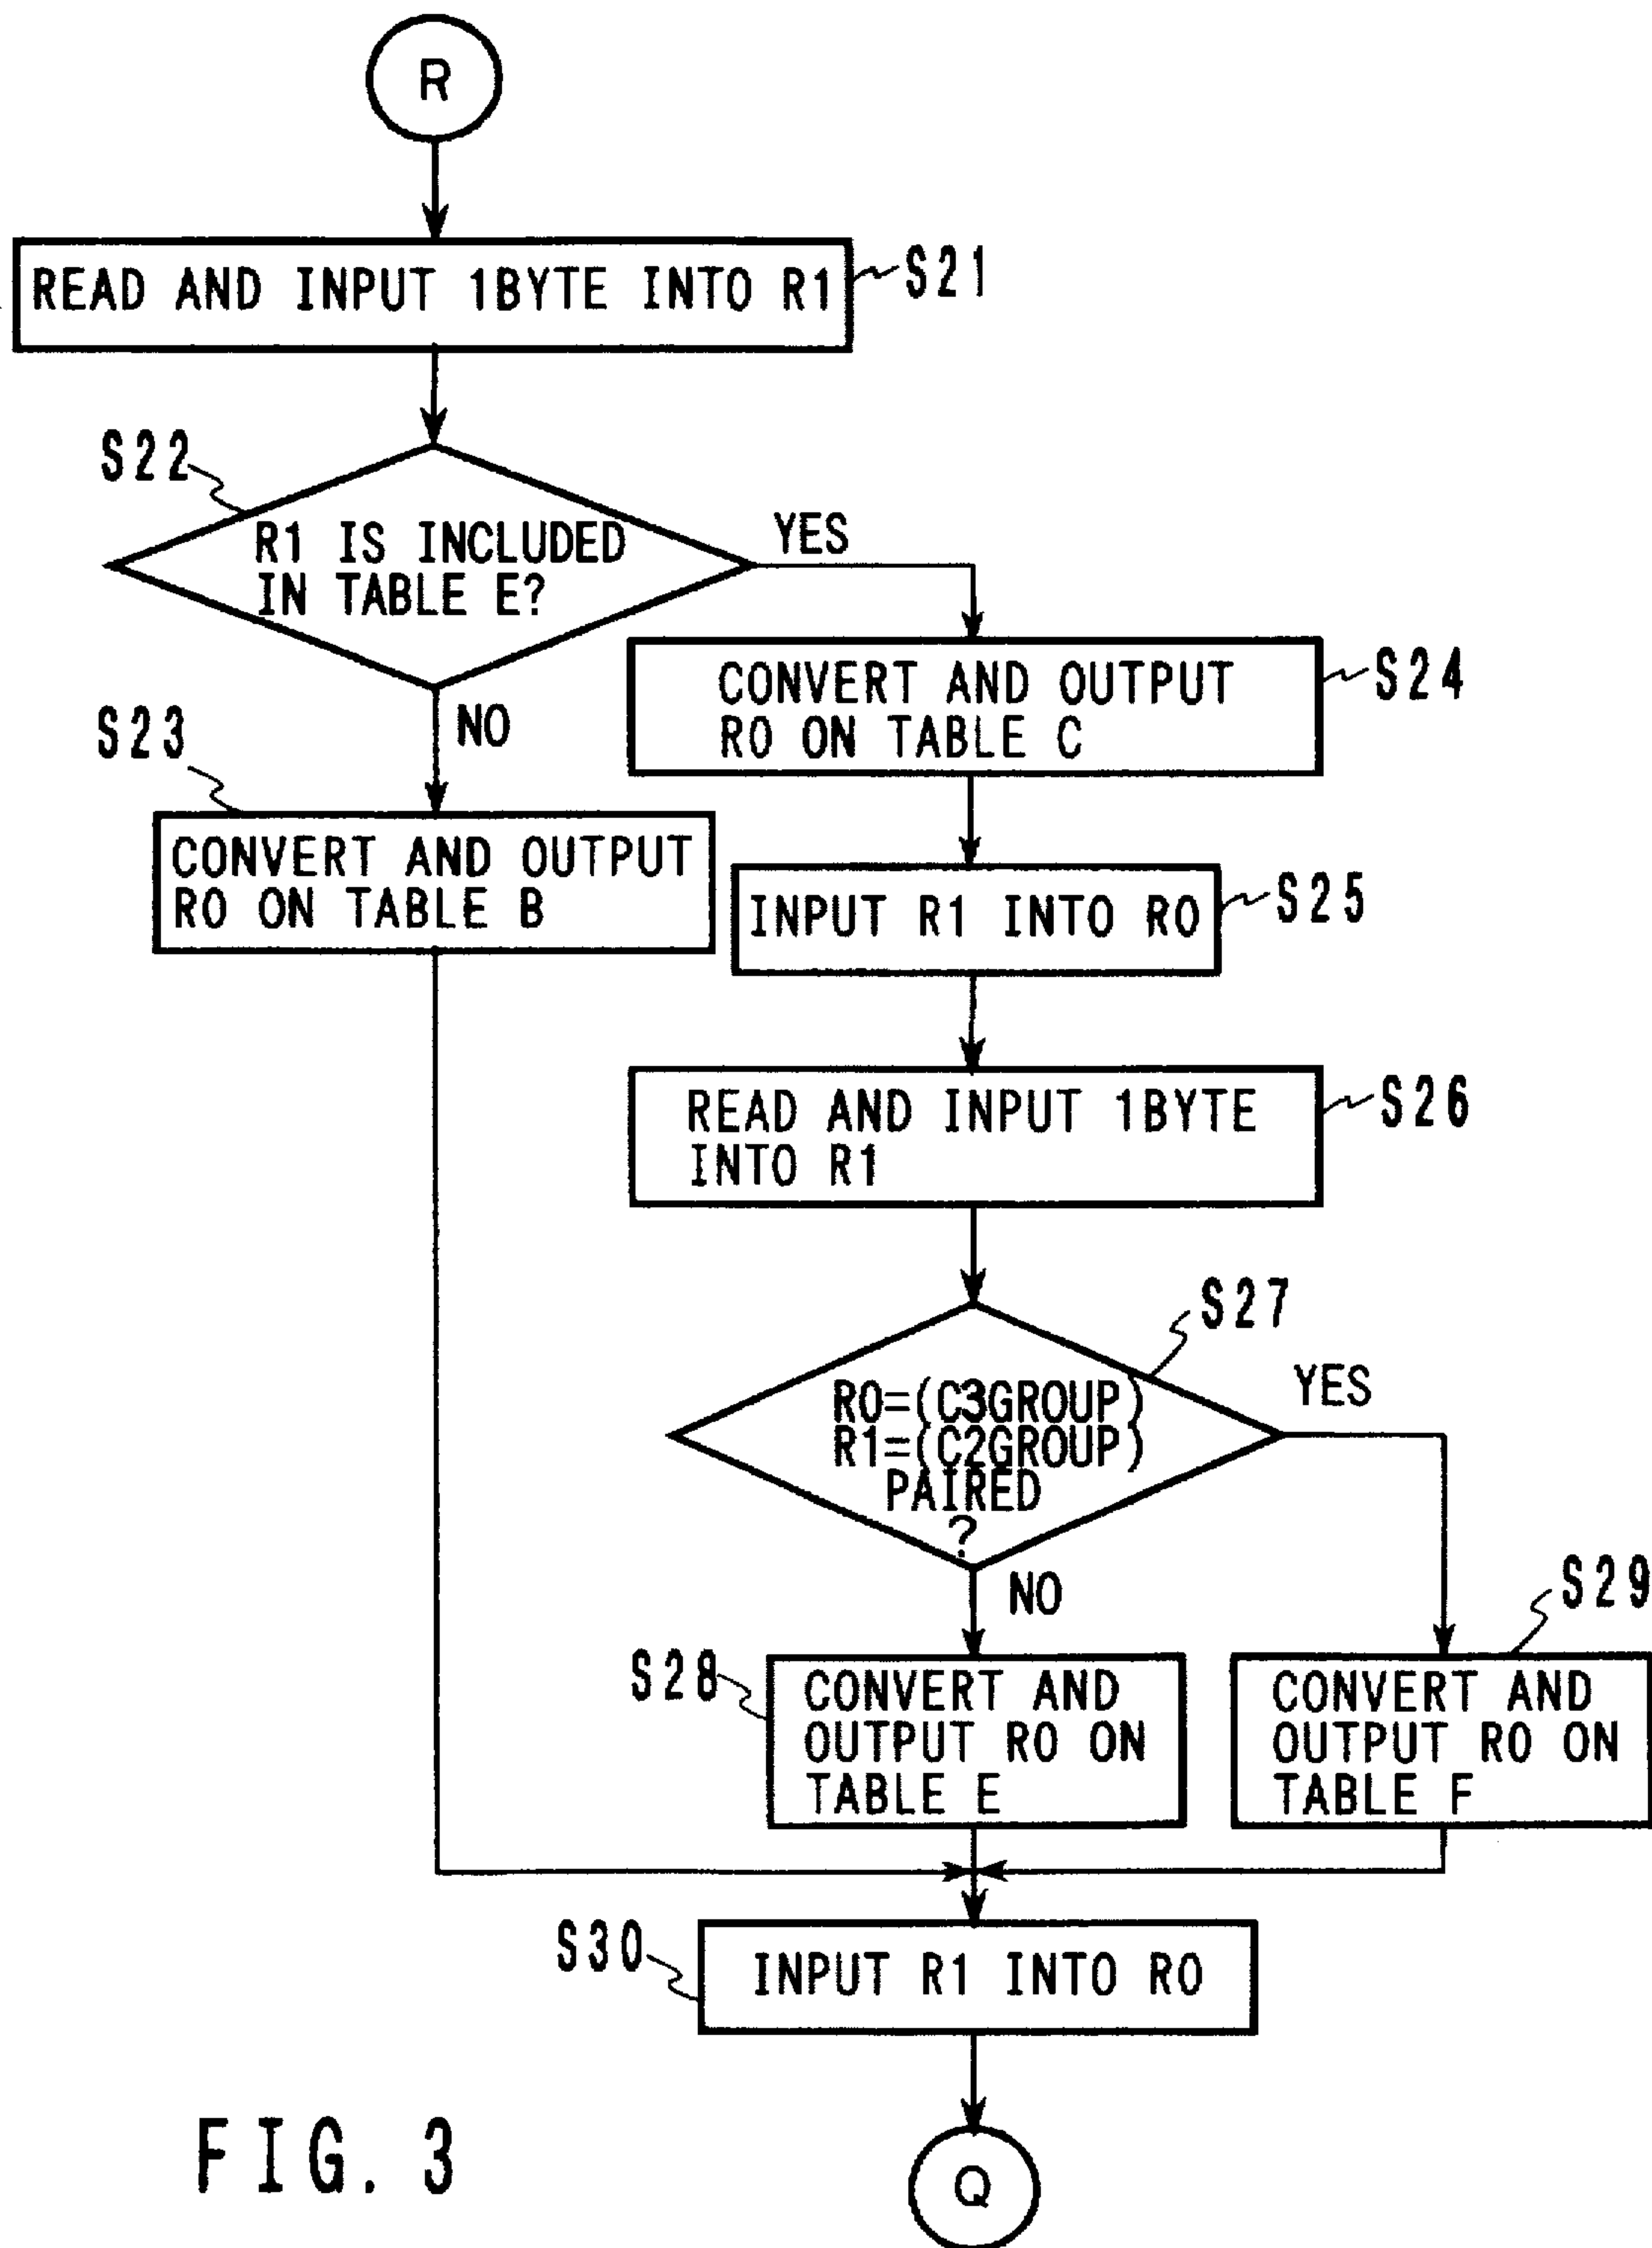 R
READ AND INPUT 1BYTE INTO R1
S21
S22
R1 IS INCLUDED
IN TABLE E?
YES
NO
S23
CONVERT AND OUTPUT
R0 ON TABLE B
CONVERT AND OUTPUT
R0 ON TABLE C
S24
INPUT R1 INTO R0
S25
READ AND INPUT 1BYTE
INTO R1
S26
S27
R0=(C3GROUP)
R1=(C2GROUP)
PAIRED
?
YES
NO
S28
CONVERT AND
OUTPUT R0 ON
TABLE E
S29
CONVERT AND
OUTPUT R0 ON
TABLE F
S30
INPUT R1 INTO R0
Q
FIG. 3